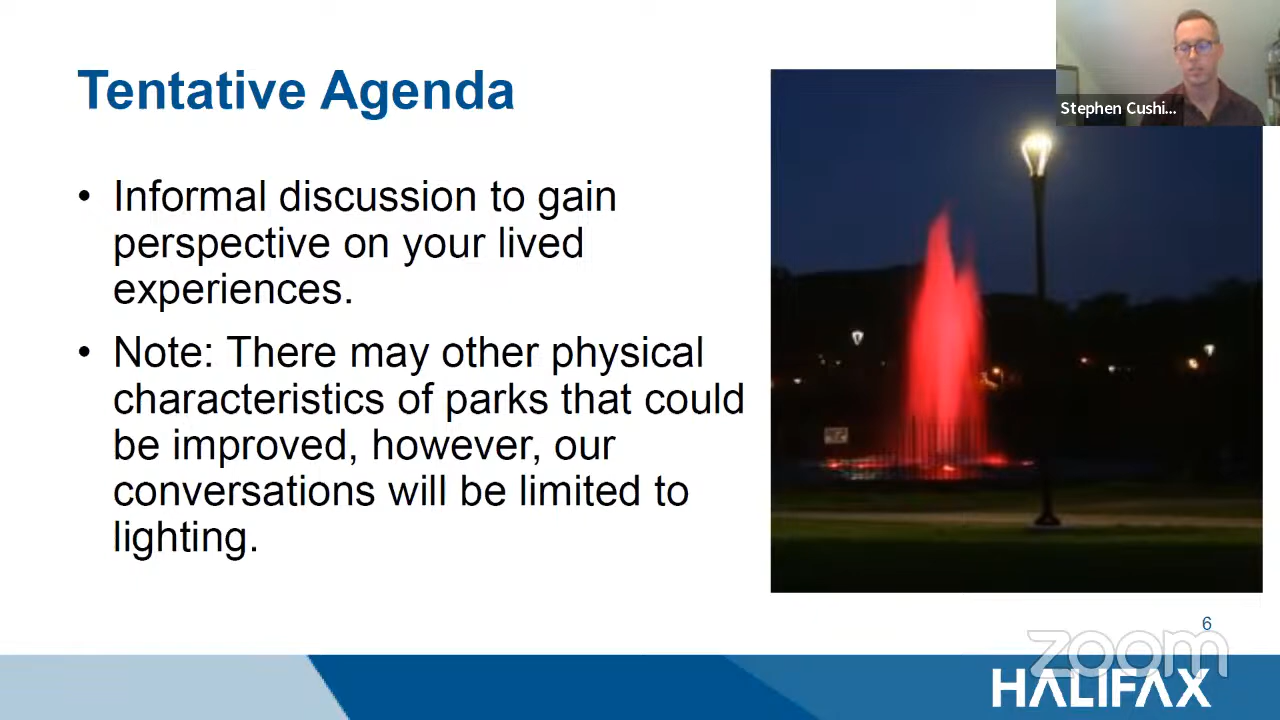 Tentative Agenda
Stephen Cushi...
• Informal discussion to gain
perspective on your lived
experiences.
• Note: There may other physical
characteristics of parks that could
be improved, however, our
conversations will be limited to
lighting.
6
zoom
HALIFAX